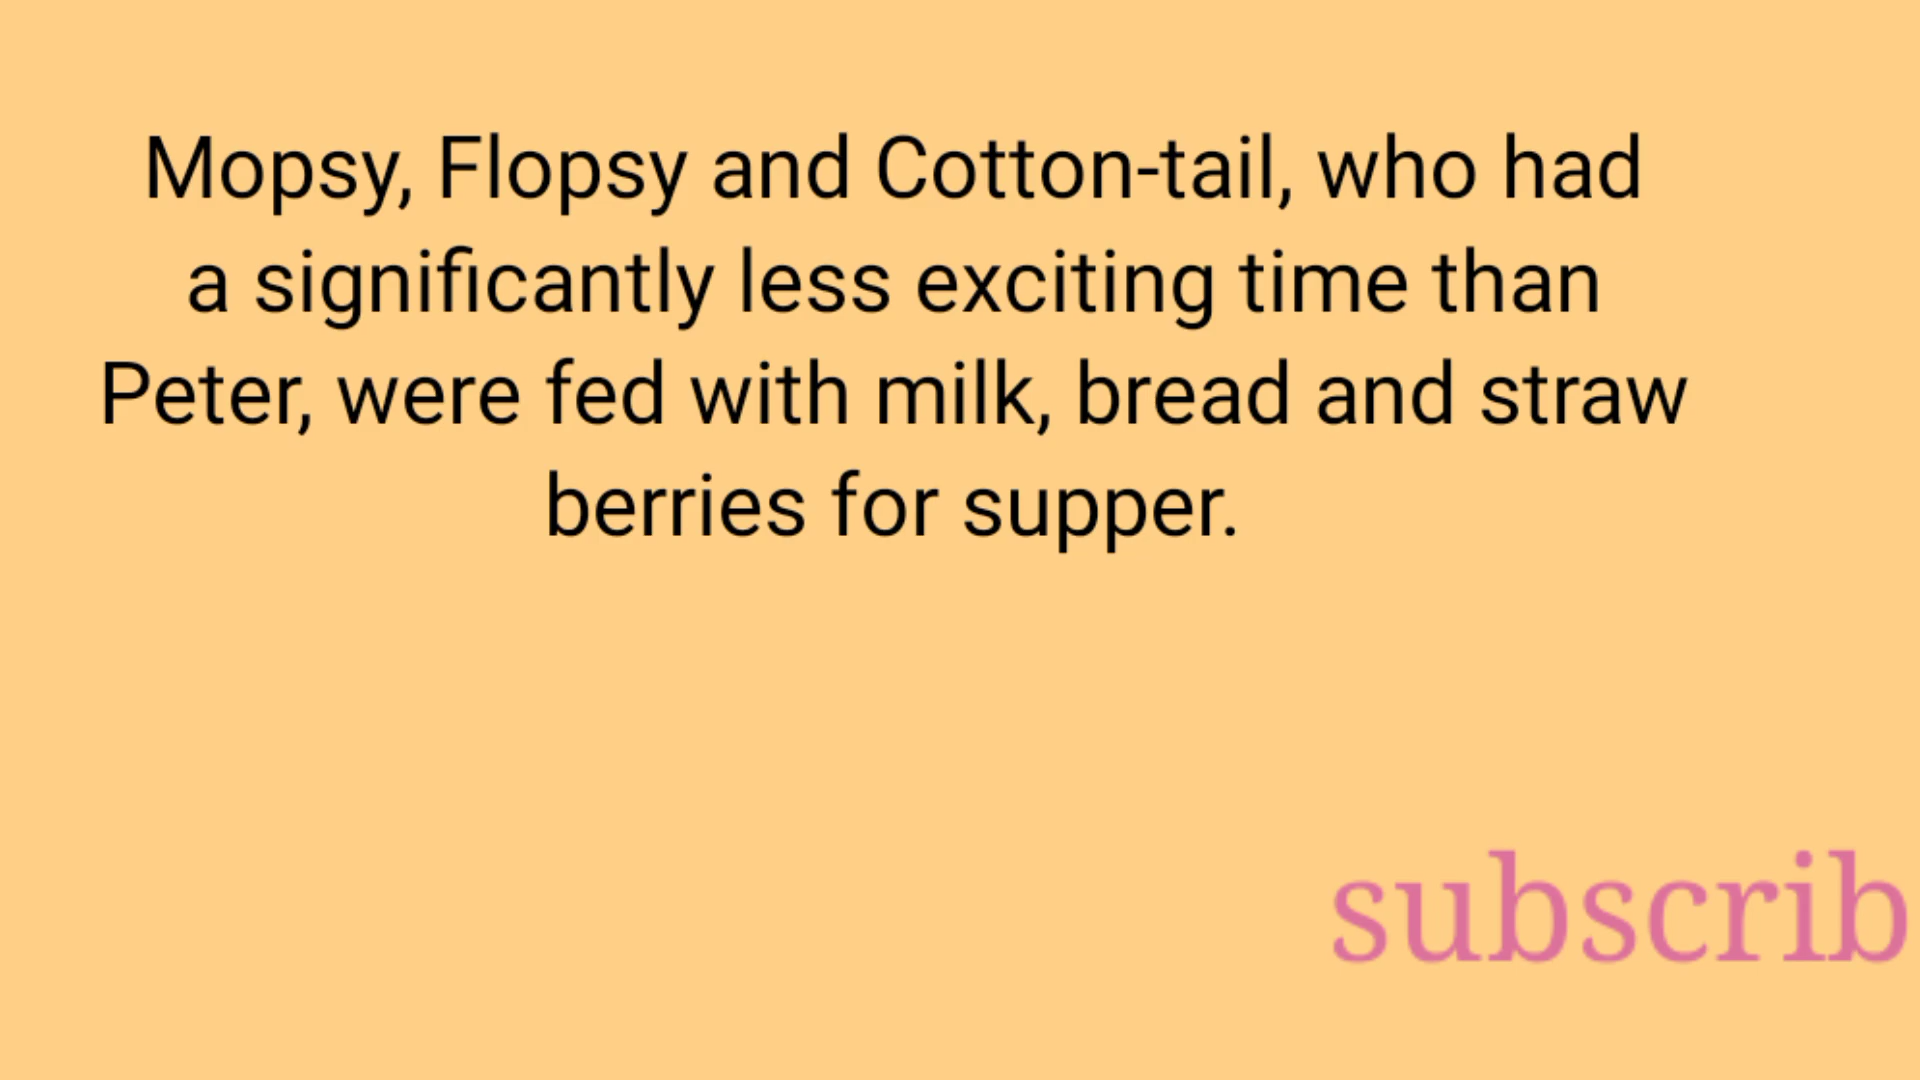 Mopsy, Flopsy and Cotton-tail, who had
a significantly less exciting time than
Peter, were fed with milk, bread and straw
berries for supper.
subscrib